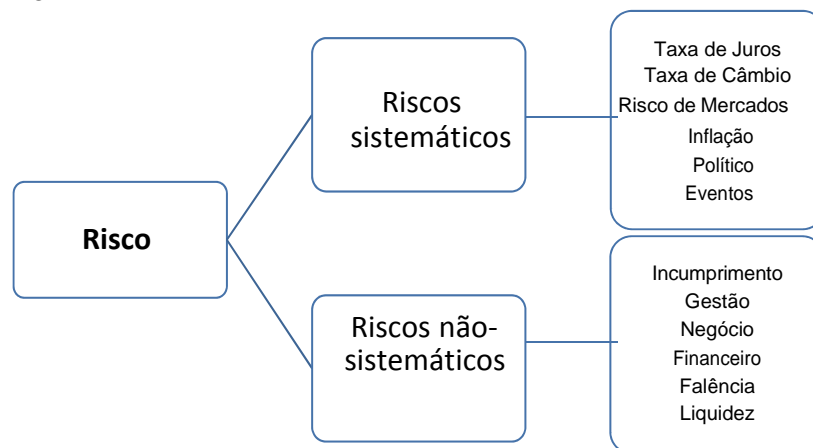 Risco
Riscos
sistemáticos
Taxa de Juros
Taxa de Câmbio
Risco de Mercados
Inflação
Político
Eventos
Riscos não-
sistemáticos
Incumprimento
Gestão
Negócio
Financeiro
Falência
Liquidez